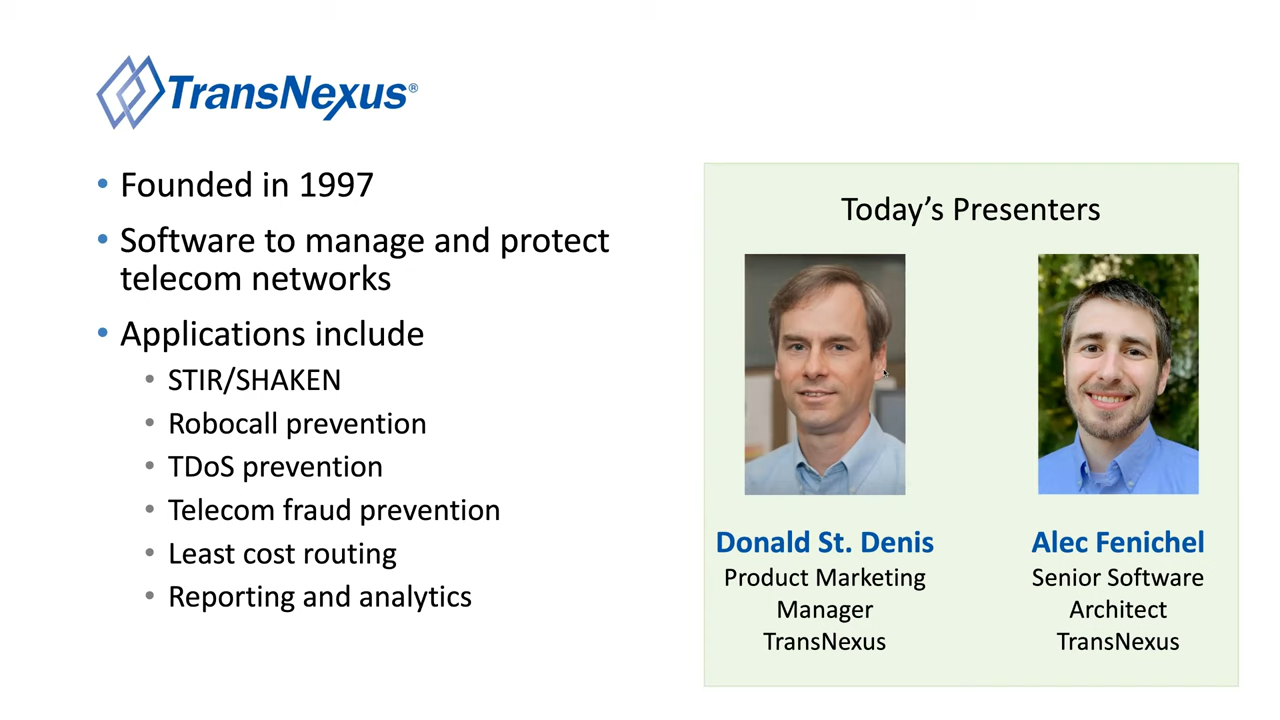 TransNexus®
• Founded in 1997
• Software to manage and protect
telecom networks
• Applications include
• STIR/SHAKEN
• Robocall prevention
• TDoS prevention
• Telecom fraud prevention
• Least cost routing
• Reporting and analytics
Today’s Presenters
Donald St. Denis
Product Marketing
Manager
TransNexus
Alec Fenichel
Senior Software
Architect
TransNexus